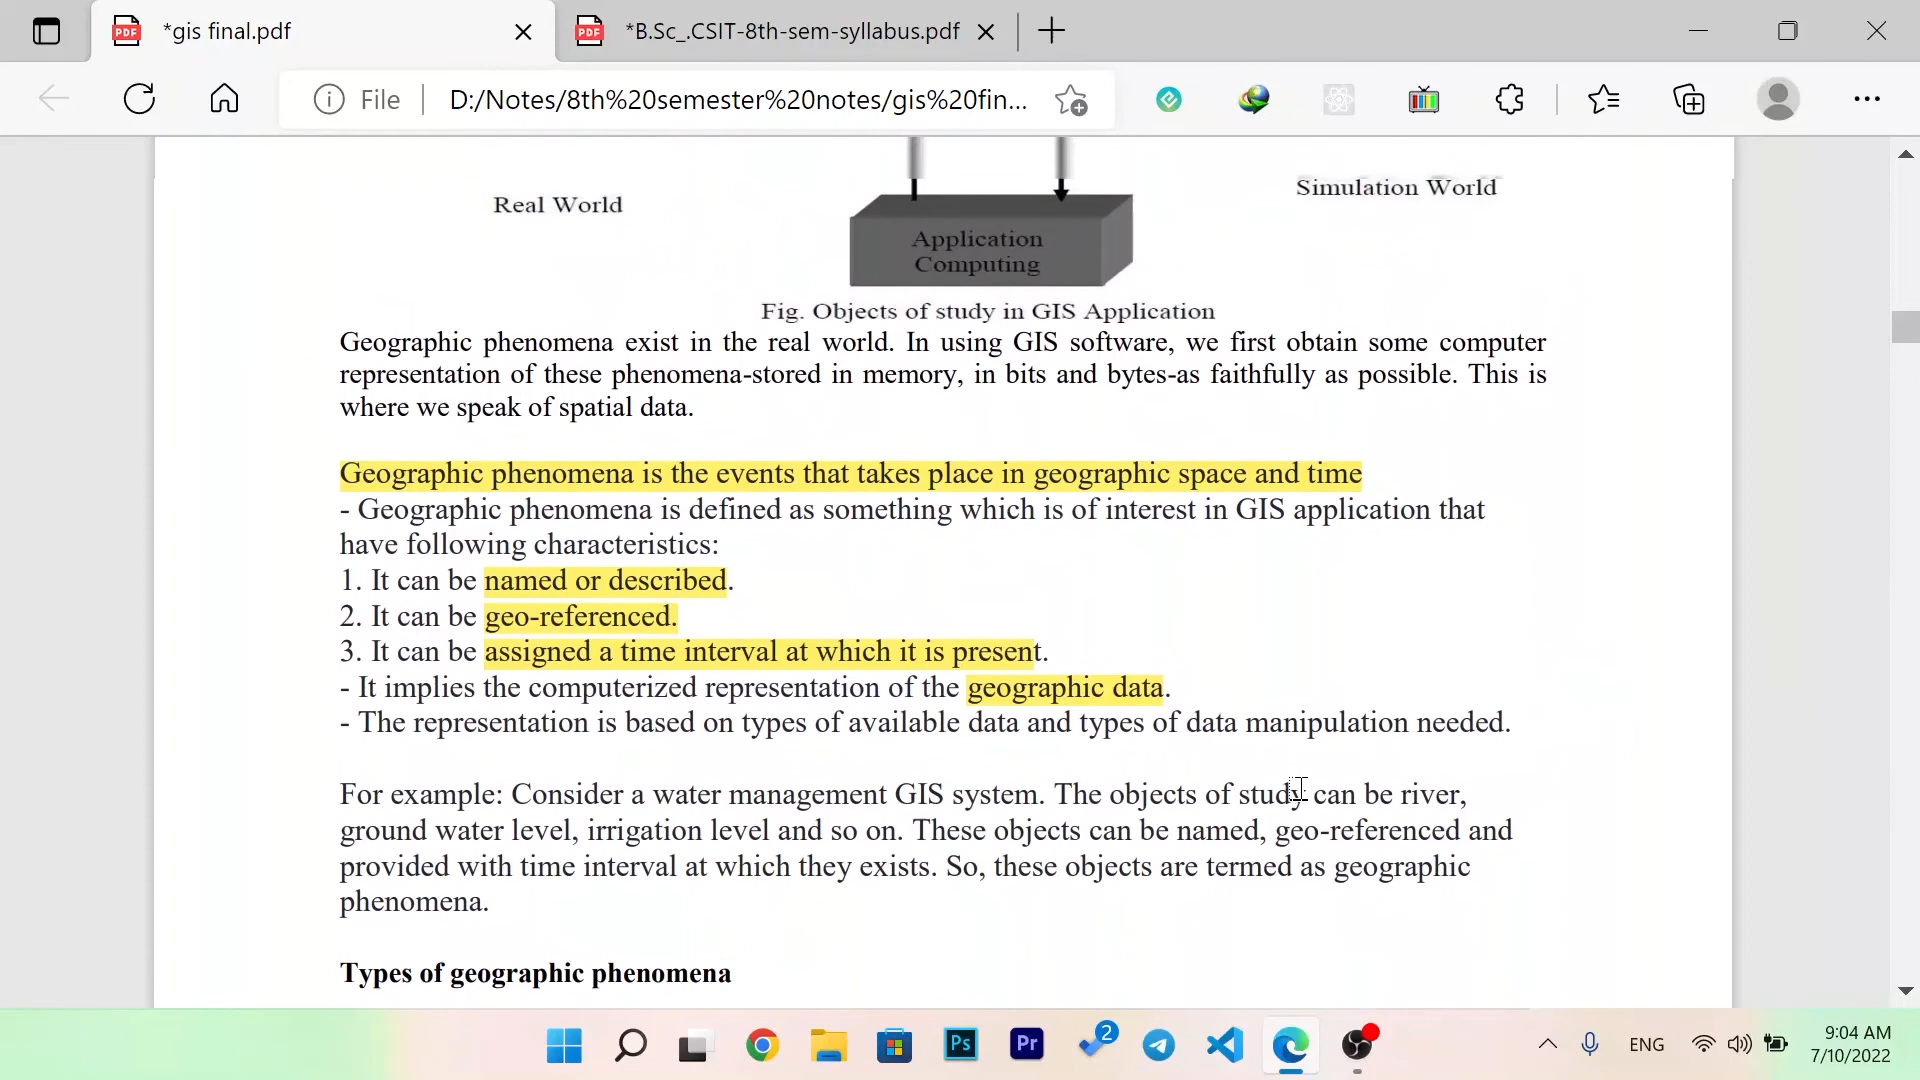 *gis final.pdf
*B.Sc_.CSIT-8th-sem-syllabus.pdf
File
D:/Notes/8th%20semester%20notes/gis%20fin...
Real World
Simulation World
Application
Computing
Fig. Objects of study in GIS Application
Geographic phenomena exist in the real world. In using GIS software, we first obtain some computer
representation of these phenomena-stored in memory, in bits and bytes-as faithfully as possible. This is
where we speak of spatial data.
Geographic phenomena is the events that takes place in geographic space and time
- Geographic phenomena is defined as something which is of interest in GIS application that
have following characteristics:
1. It can be named or described.
2. It can be geo-referenced.
3. It can be assigned a time interval at which it is present.
- It implies the computerized representation of the geographic data.
- The representation is based on types of available data and types of data manipulation needed.
For example: Consider a water management GIS system. The objects of study can be river,
ground water level, irrigation level and so on. These objects can be named, geo-referenced and
provided with time interval at which they exists. So, these objects are termed as geographic
phenomena.
Types of geographic phenomena
PDF
PDF
Ps
Pr
2
ENG
9:04 AM
7/10/2022